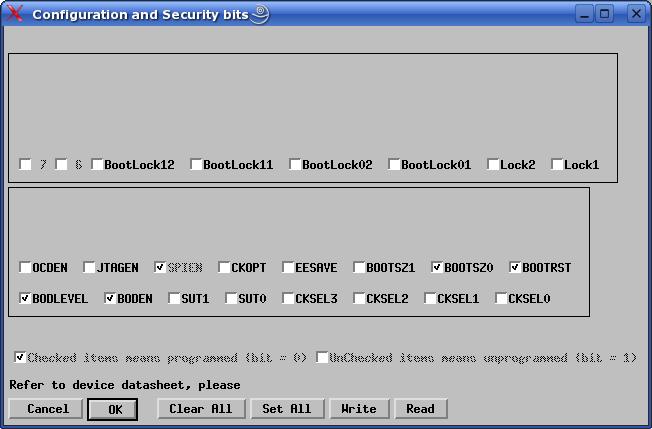 Configuration and Security bits
7 6 BootLock12 BootLock11 BootLock02 BootLock01 Lock2 Lock1
OCDEN JTAGEN SPIEN CKOPT EESAVE BOOTSZ1 BOOTSZ0 BOOTRST
BODLEVEL BODEN SUT1 SUT0 CKSEL3 CKSEL2 CKSEL1 CKSEL0
Checked items means programmed (bit = 0) UnChecked items means unprogrammed (bit = 1)
Refer to device datasheet, please
Cancel OK Clear All Set All Write Read